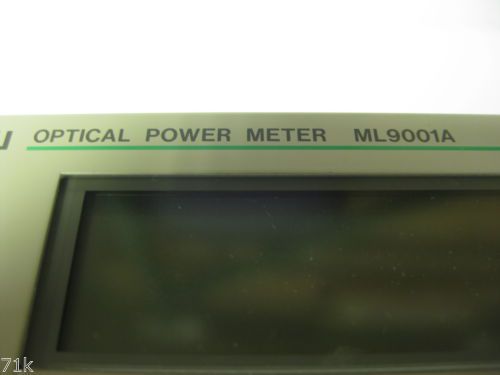 OPTICAL POWER METER ML9001A
71k